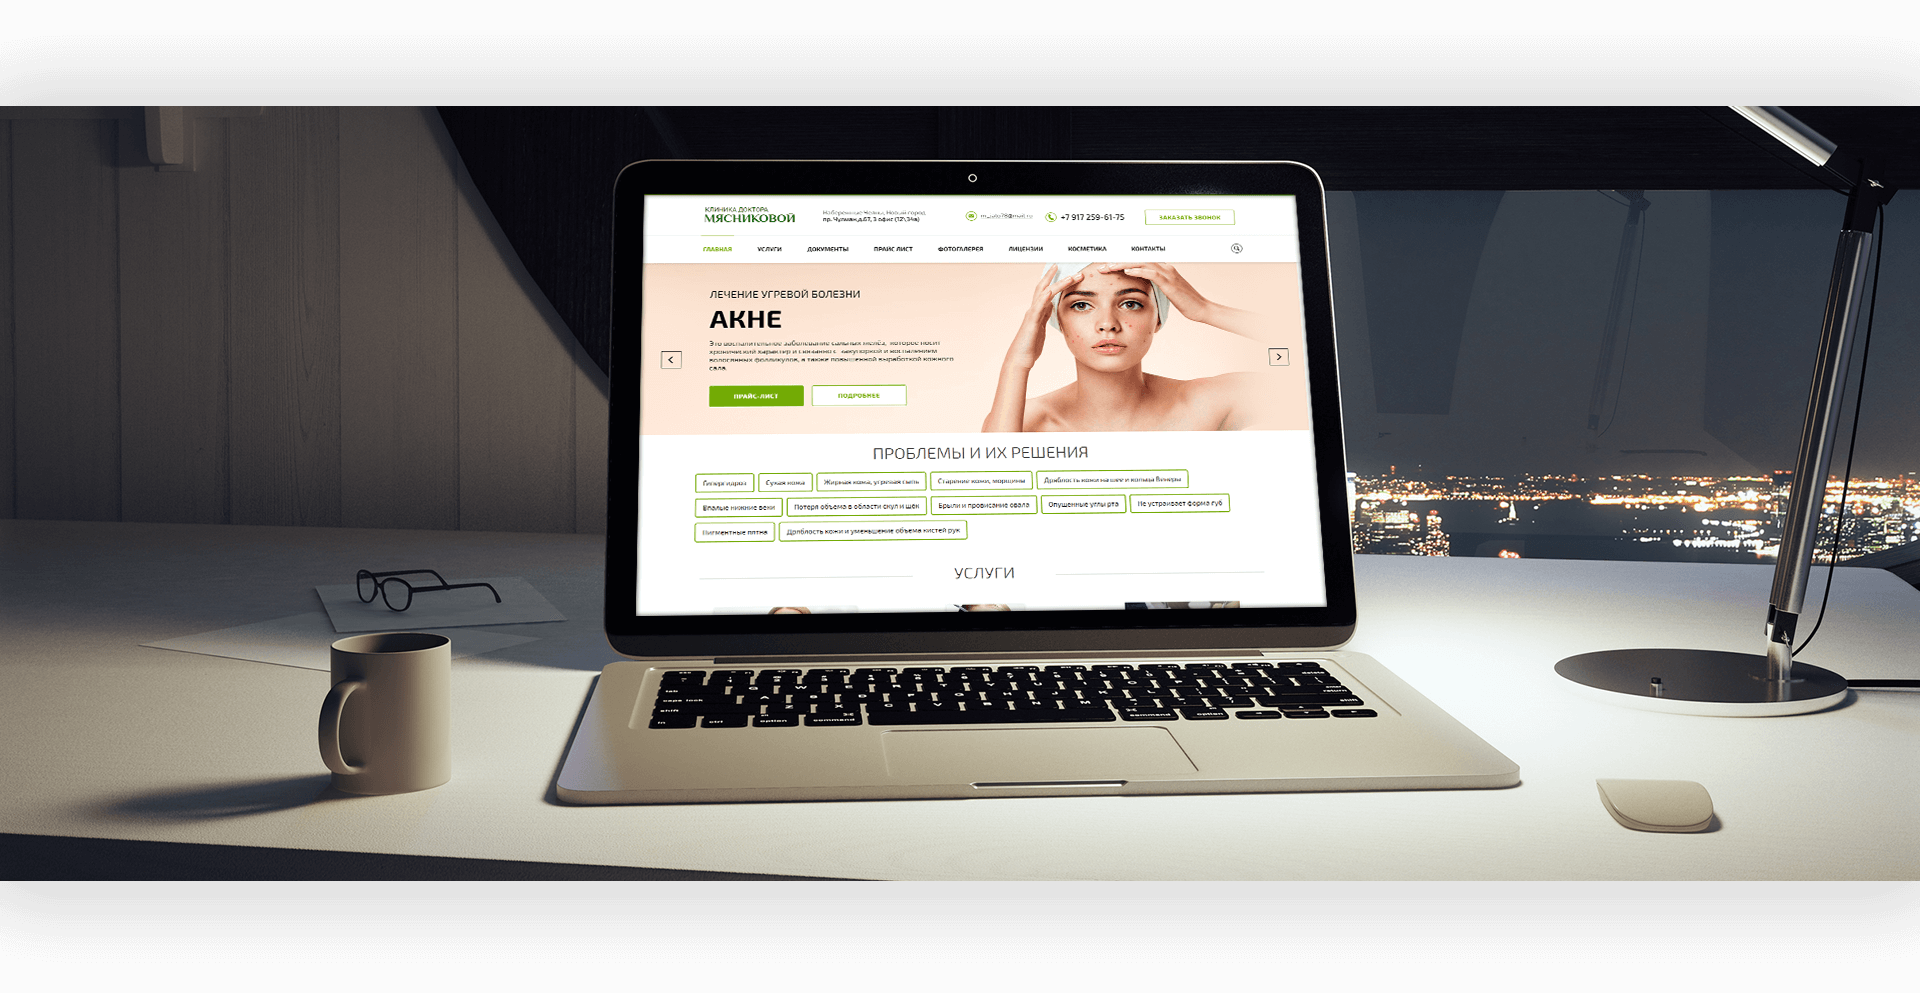 КЛИНИКА ДОКТОРА
МЯСНИКОВОЙ
Набережные Челны, Новый город
пр. Чулман, д.67, 3 офис (12\34а)
+7 917 259-61-75
ЗАКАЗАТЬ ЗВОНОК
ГЛАВНАЯ УСЛУГИ ДОКУМЕНТЫ ПРАЙС ЛИСТ ФОТОГАЛЕРЕЯ ЛИЦЕНЗИИ КОСМЕТИКА КОНТАКТЫ
ЛЕЧЕНИЕ УГРЕВОЙ БОЛЕЗНИ
АКНЕ
Это воспалительное заболевание сальных желёз, которое носит
хронический характер и связанно с закупоркой и воспалением
волосяных фолликулов, а также повышенной выработкой кожного
сала.
ПРАЙС-ЛИСТ ПОДРОБНЕЕ
ПРОБЛЕМЫ И ИХ РЕШЕНИЯ
Гипергидроз Сухая кожа Жирная кожа, угревая сыпь Старение кожи, морщины Дряблость кожи на шее и кольца Венеры
Впалые нижние веки Потеря объема в области скул и щек Брыли и провисание овала Опущенные углы рта Не устраивает форма губ
Пигментные пятна Дряблость кожи и уменьшение объема кистей рук
УСЛУГИ